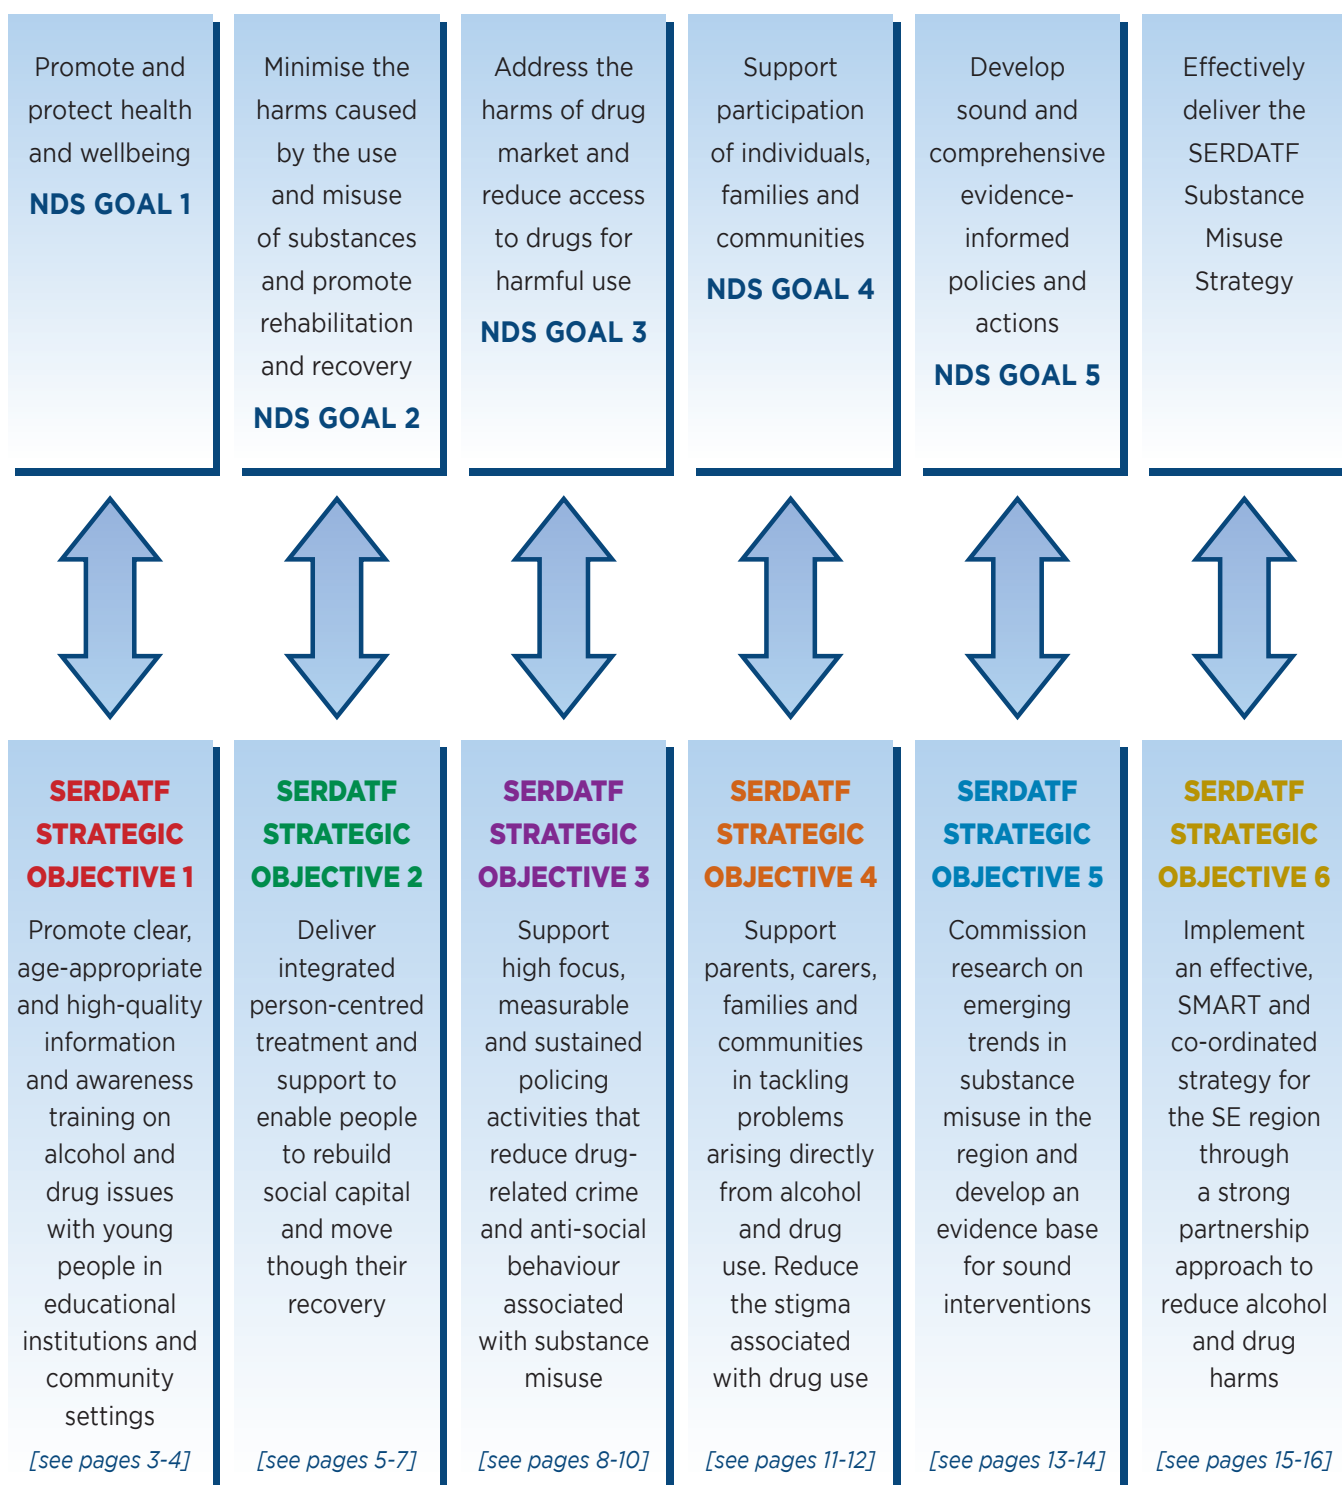 Promote and
protect health
and wellbeing
NDS GOAL 1
Minimise the
harms caused
by the use
and misuse
of substances
and promote
rehabilitation
and recovery
NDS GOAL 2
Address the
harms of drug
market and
reduce access
to drugs for
harmful use
NDS GOAL 3
Support
participation
of individuals,
families and
communities
NDS GOAL 4
Develop
sound and
comprehensive
evidence-
informed
policies and
actions
NDS GOAL 5
Effectively
deliver the
SERDATF
Substance
Misuse
Strategy
SERDATF
STRATEGIC
OBJECTIVE 1
Promote clear,
age-appropriate
and high-quality
information
and awareness
training on
alcohol and
drug issues
with young
people in
educational
institutions and
community
settings
[see pages 3-4]
SERDATF
STRATEGIC
OBJECTIVE 2
Deliver
integrated
person-centred
treatment and
support to
enable people
to rebuild
social capital
and move
though their
recovery
[see pages 5-7]
SERDATF
STRATEGIC
OBJECTIVE 3
Support
high focus,
measurable
and sustained
policing
activities that
reduce drug-
related crime
and anti-social
behaviour
associated
with substance
misuse
[see pages 8-10]
SERDATF
STRATEGIC
OBJECTIVE 4
Support
parents, carers,
families and
communities
in tackling
problems
arising directly
from alcohol
and drug
use. Reduce
the stigma
associated
with drug use
[see pages 11-12]
SERDATF
STRATEGIC
OBJECTIVE 5
Commission
research on
emerging
trends in
substance
misuse in the
region and
develop an
evidence base
for sound
interventions
[see pages 13-14]
SERDATF
STRATEGIC
OBJECTIVE 6
Implement
an effective,
SMART and
co-ordinated
strategy for
the SE region
through
a strong
partnership
approach to
reduce alcohol
and drug
harms
[see pages 15-16]